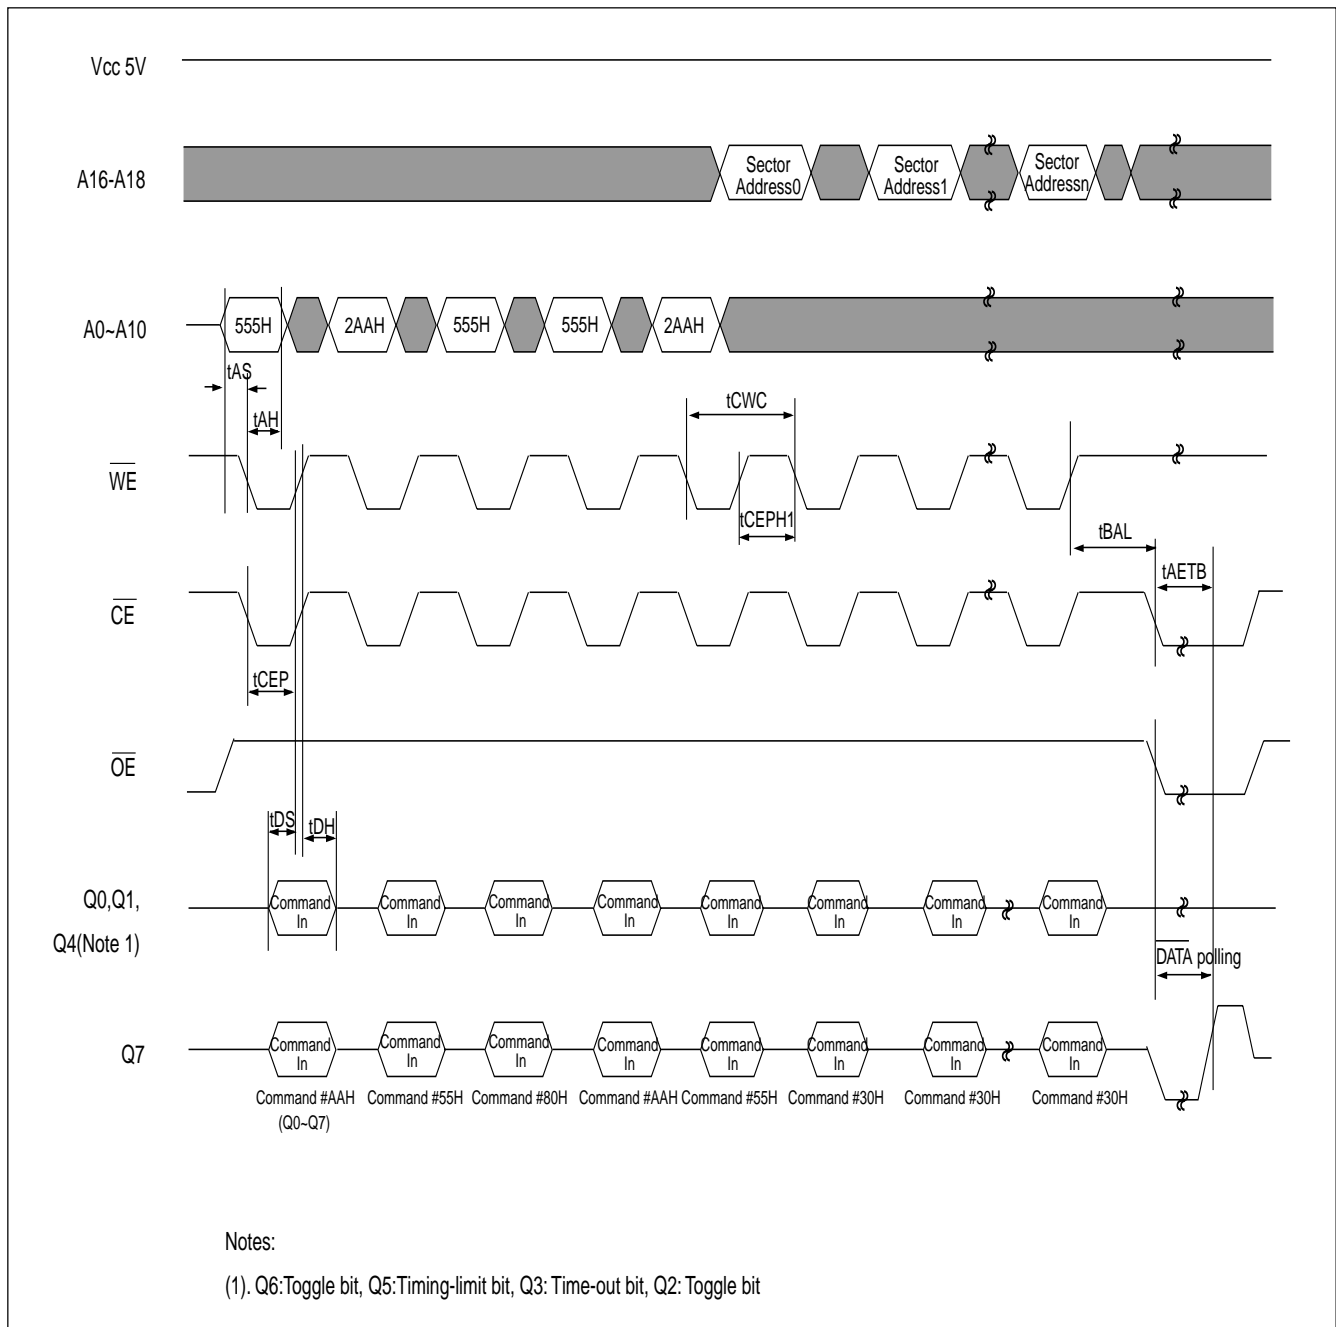 Vcc 5V
A16-A18
Sector
Address0
Sector
Address1
Sector
Addressn
A0~A10
555H
2AAH
555H
555H
2AAH
tAS
tAH
tCWC
WE
tCEPH1
tBAL
tAETB
CE
tCEP
OE
tDS
tDH
Q0,Q1,
Q4(Note 1)
Command
In
Command
In
Command
In
Command
In
Command
In
Command
In
Command
In
Command
In
DATA polling
Q7
Command
In
Command
In
Command
In
Command
In
Command
In
Command
In
Command
In
Command
In
Command #AAH
(Q0~Q7)
Command #55H
Command #80H
Command #AAH
Command #55H
Command #30H
Command #30H
Command #30H
Notes:
(1). Q6:Toggle bit, Q5:Timing-limit bit, Q3: Time-out bit, Q2: Toggle bit